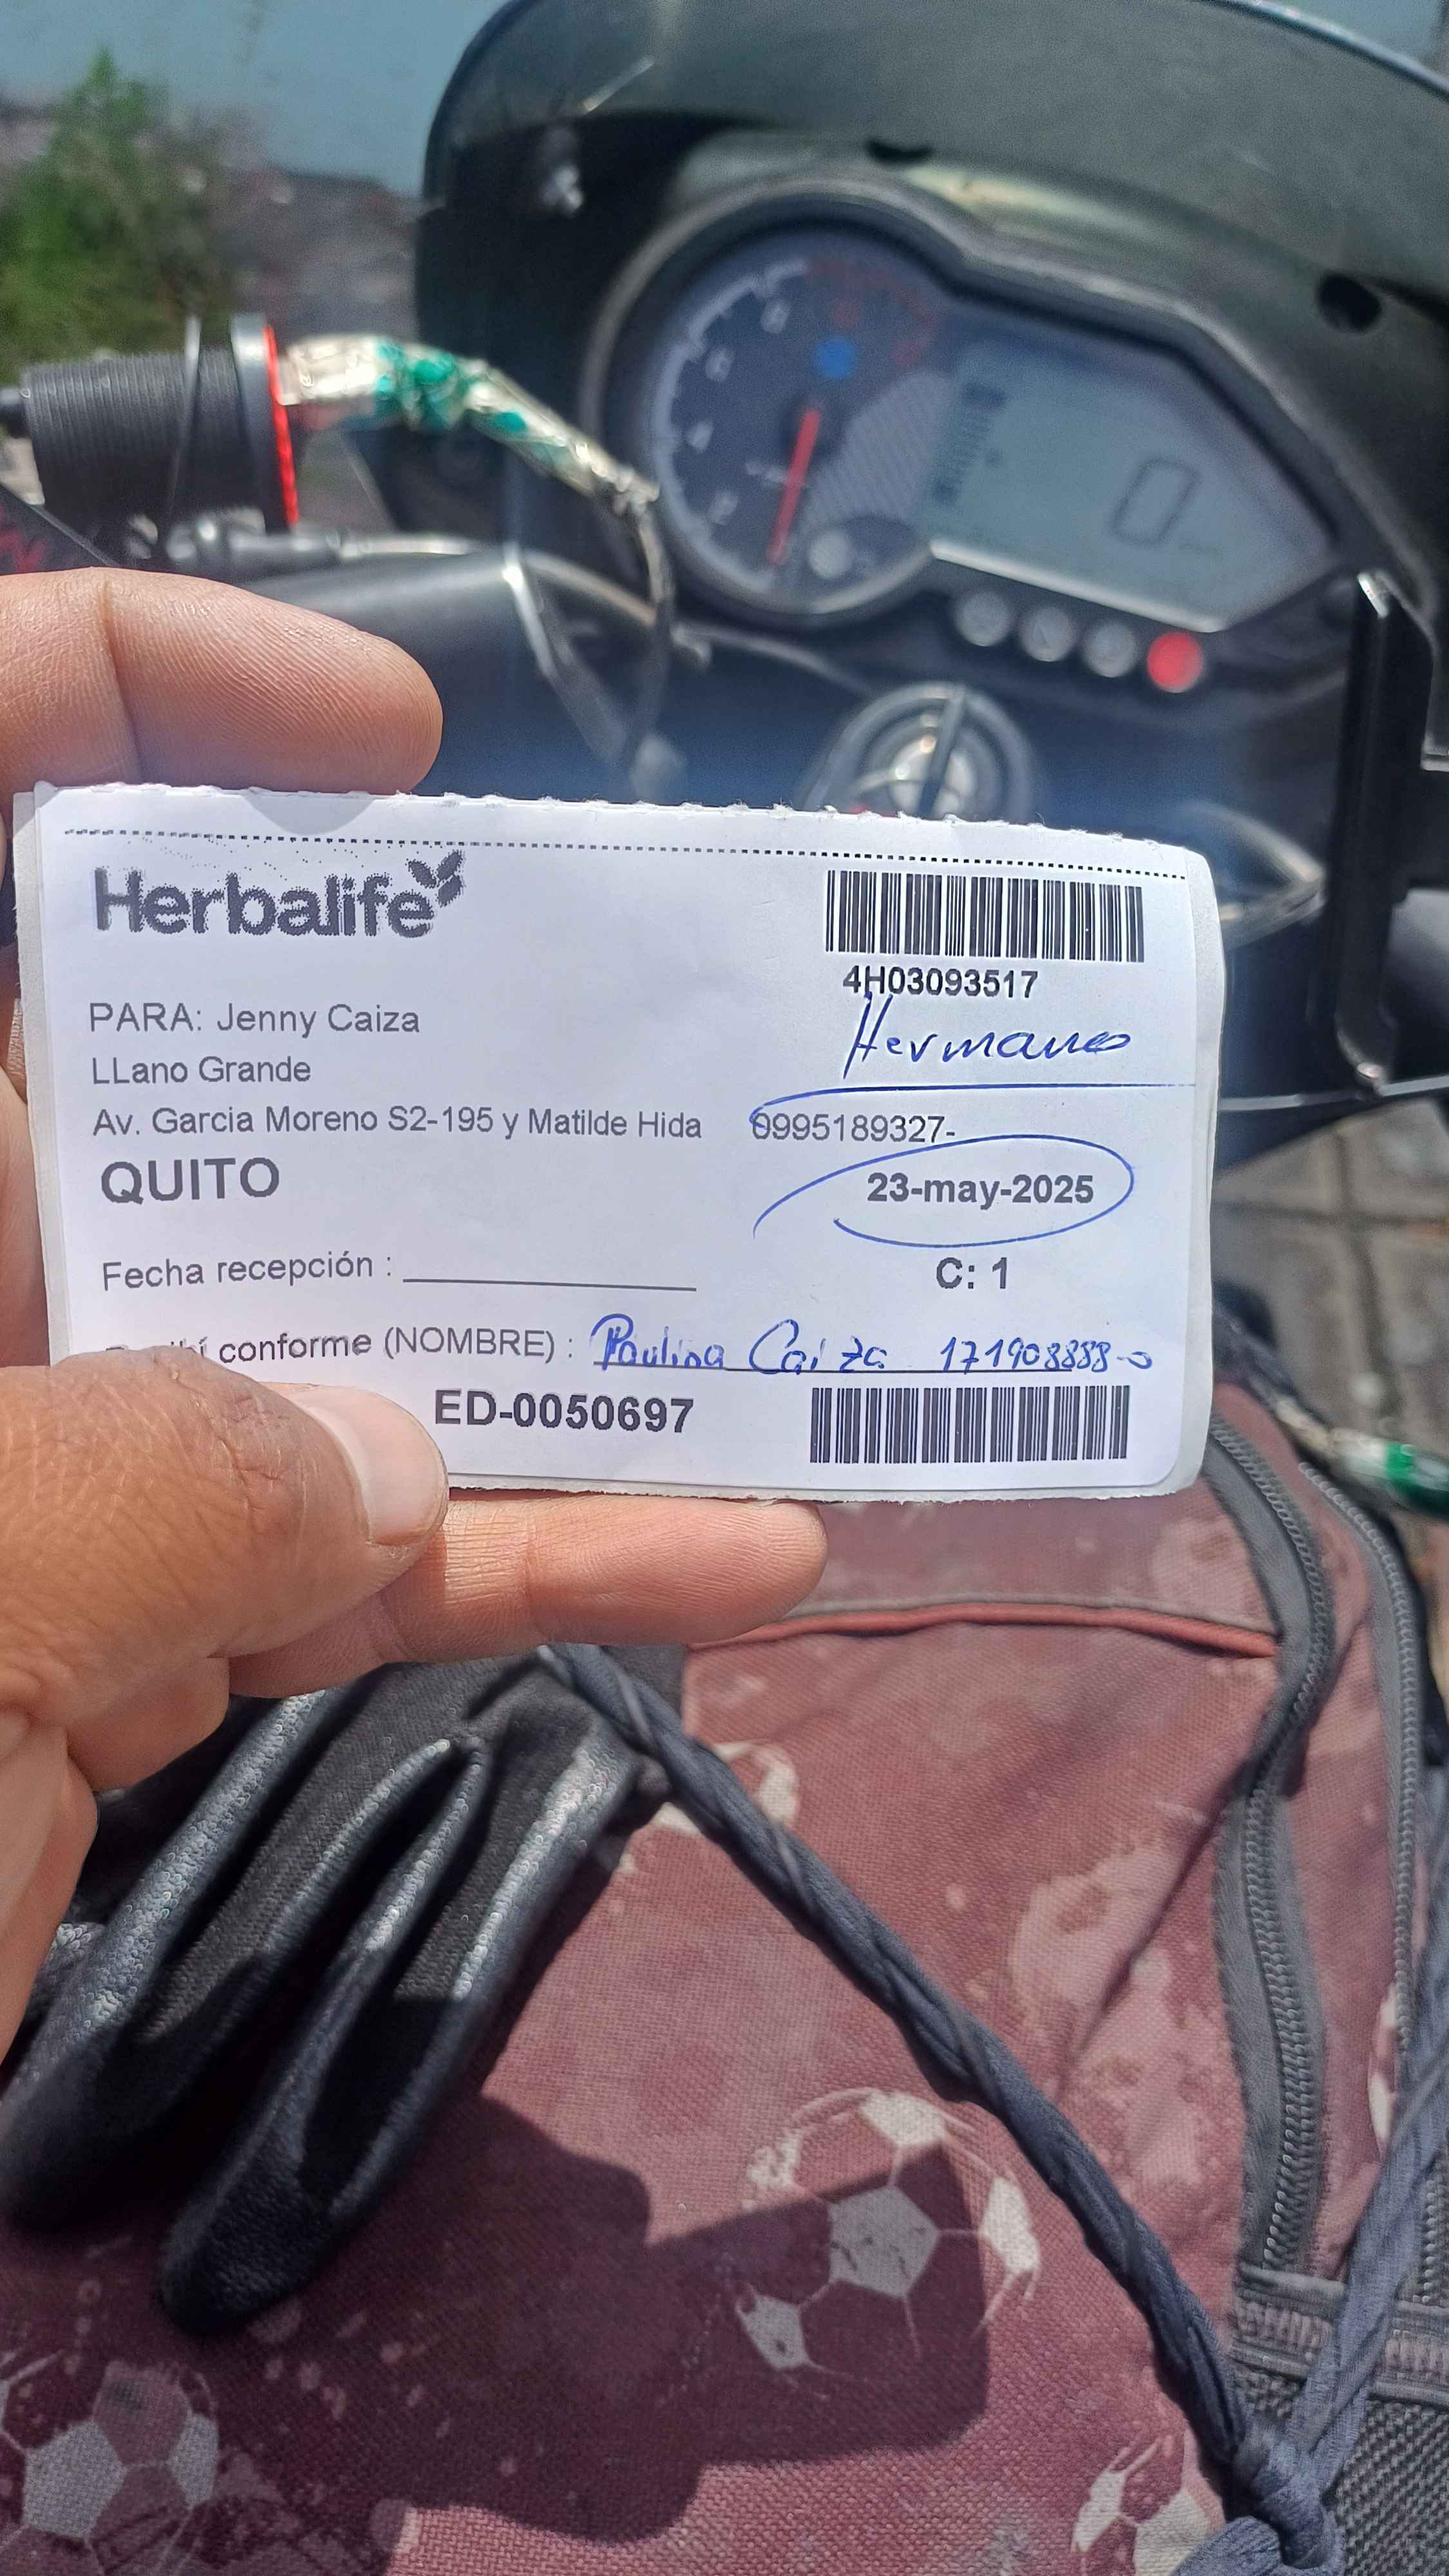 Herbalife
4H03093517
PARA: Jenny Caiza
LLano Grande
Av. Garcia Moreno S2-195 y Matilde Hida 0995189327-
QUITO
23-may-2025
Fecha recepción :
C: 1
conforme (NOMBRE) : Paulina Caiza 171908888-0
ED-0050697
0